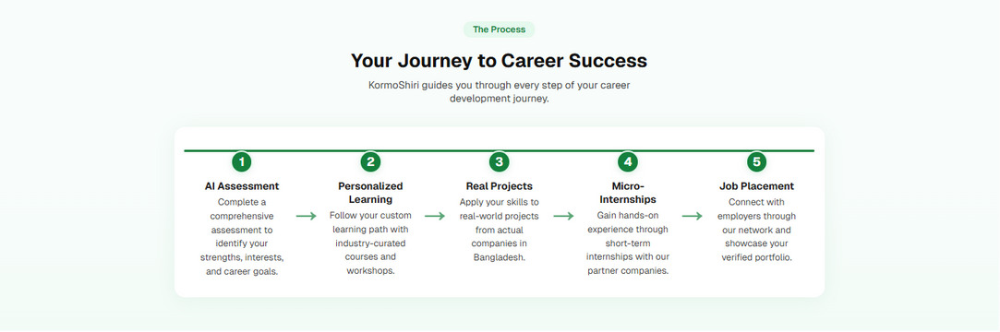 The Process
Your Journey to Career Success
KormoShiri guides you through every step of your career
development journey.
1
AI Assessment
Complete a
comprehensive
assessment to
identify your
strengths, interests,
and career goals.
2
Personalized
Learning
Follow your custom
learning path with
industry-curated
courses and
workshops.
3
Real Projects
Apply your skills to
real-world projects
from actual
companies in
Bangladesh.
4
Micro-
Internships
Gain hands-on
experience through
short-term
internships with our
partner companies.
5
Job Placement
Connect with
employers through
our network and
showcase your
verified portfolio.